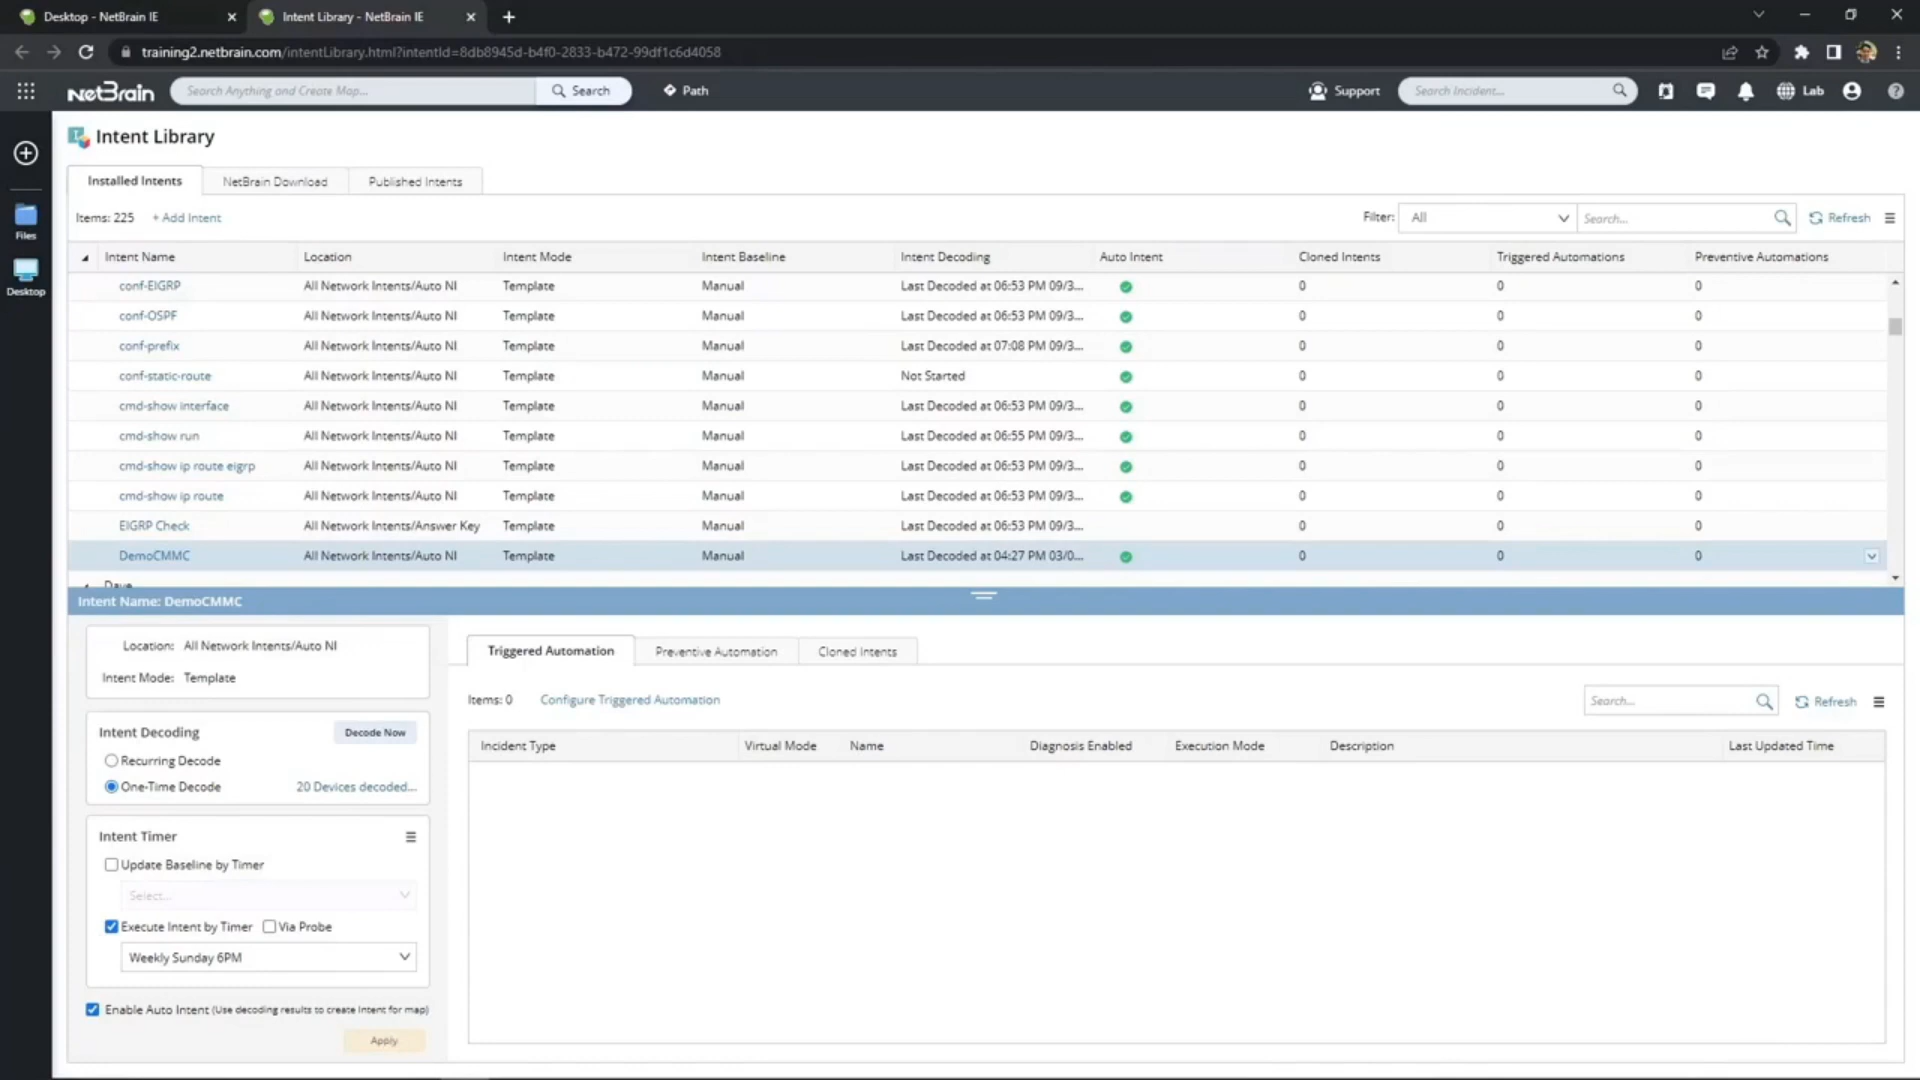 Desktop - NetBrain IE
Intent Library - NetBrain IE
training2.netbrain.com/intentLibrary.html?intentId=8db8945d-b4f0-2833-b472-99df1c6d4058
NetBrain
Search Anything and Create Map...
Search
Path
Support
Search Incident...
Lab
Files
Desktop
Intent Library
Installed Intents
NetBrain Download
Published Intents
Items: 225
+ Add Intent
Filter:
All
Search...
Refresh
Intent Name Location Intent Mode Intent Baseline Intent Decoding Auto Intent Cloned Intents Triggered Automations Preventive Automations
conf-EIGRP All Network Intents/Auto NI Template Manual Last Decoded at 06:53 PM 09/3... 0 0 0
conf-OSPF All Network Intents/Auto NI Template Manual Last Decoded at 06:53 PM 09/3... 0 0 0
conf-prefix All Network Intents/Auto NI Template Manual Last Decoded at 07:08 PM 09/3... 0 0 0
conf-static-route All Network Intents/Auto NI Template Manual Not Started 0 0 0
cmd-show interface All Network Intents/Auto NI Template Manual Last Decoded at 06:53 PM 09/3... 0 0 0
cmd-show run All Network Intents/Auto NI Template Manual Last Decoded at 06:55 PM 09/3... 0 0 0
cmd-show ip route eigrp All Network Intents/Auto NI Template Manual Last Decoded at 06:53 PM 09/3... 0 0 0
cmd-show ip route All Network Intents/Auto NI Template Manual Last Decoded at 06:53 PM 09/3... 0 0 0
EIGRP Check All Network Intents/Answer Key Template Manual Last Decoded at 06:53 PM 09/3... 0 0 0
DemoCMMC All Network Intents/Auto NI Template Manual Last Decoded at 04:27 PM 03/0... 0 0 0
Dave
Intent Name: DemoCMMC
Location: All Network Intents/Auto NI
Intent Mode: Template
Intent Decoding
Decode Now
Recurring Decode
One-Time Decode
20 Devices decoded...
Intent Timer
Update Baseline by Timer
Select...
Execute Intent by Timer
Via Probe
Weekly Sunday 6PM
Enable Auto Intent (Use decoding results to create Intent for map)
Apply
Triggered Automation
Preventive Automation
Cloned Intents
Items: 0
Configure Triggered Automation
Search...
Refresh
Incident Type Virtual Mode Name Diagnosis Enabled Execution Mode Description Last Updated Time